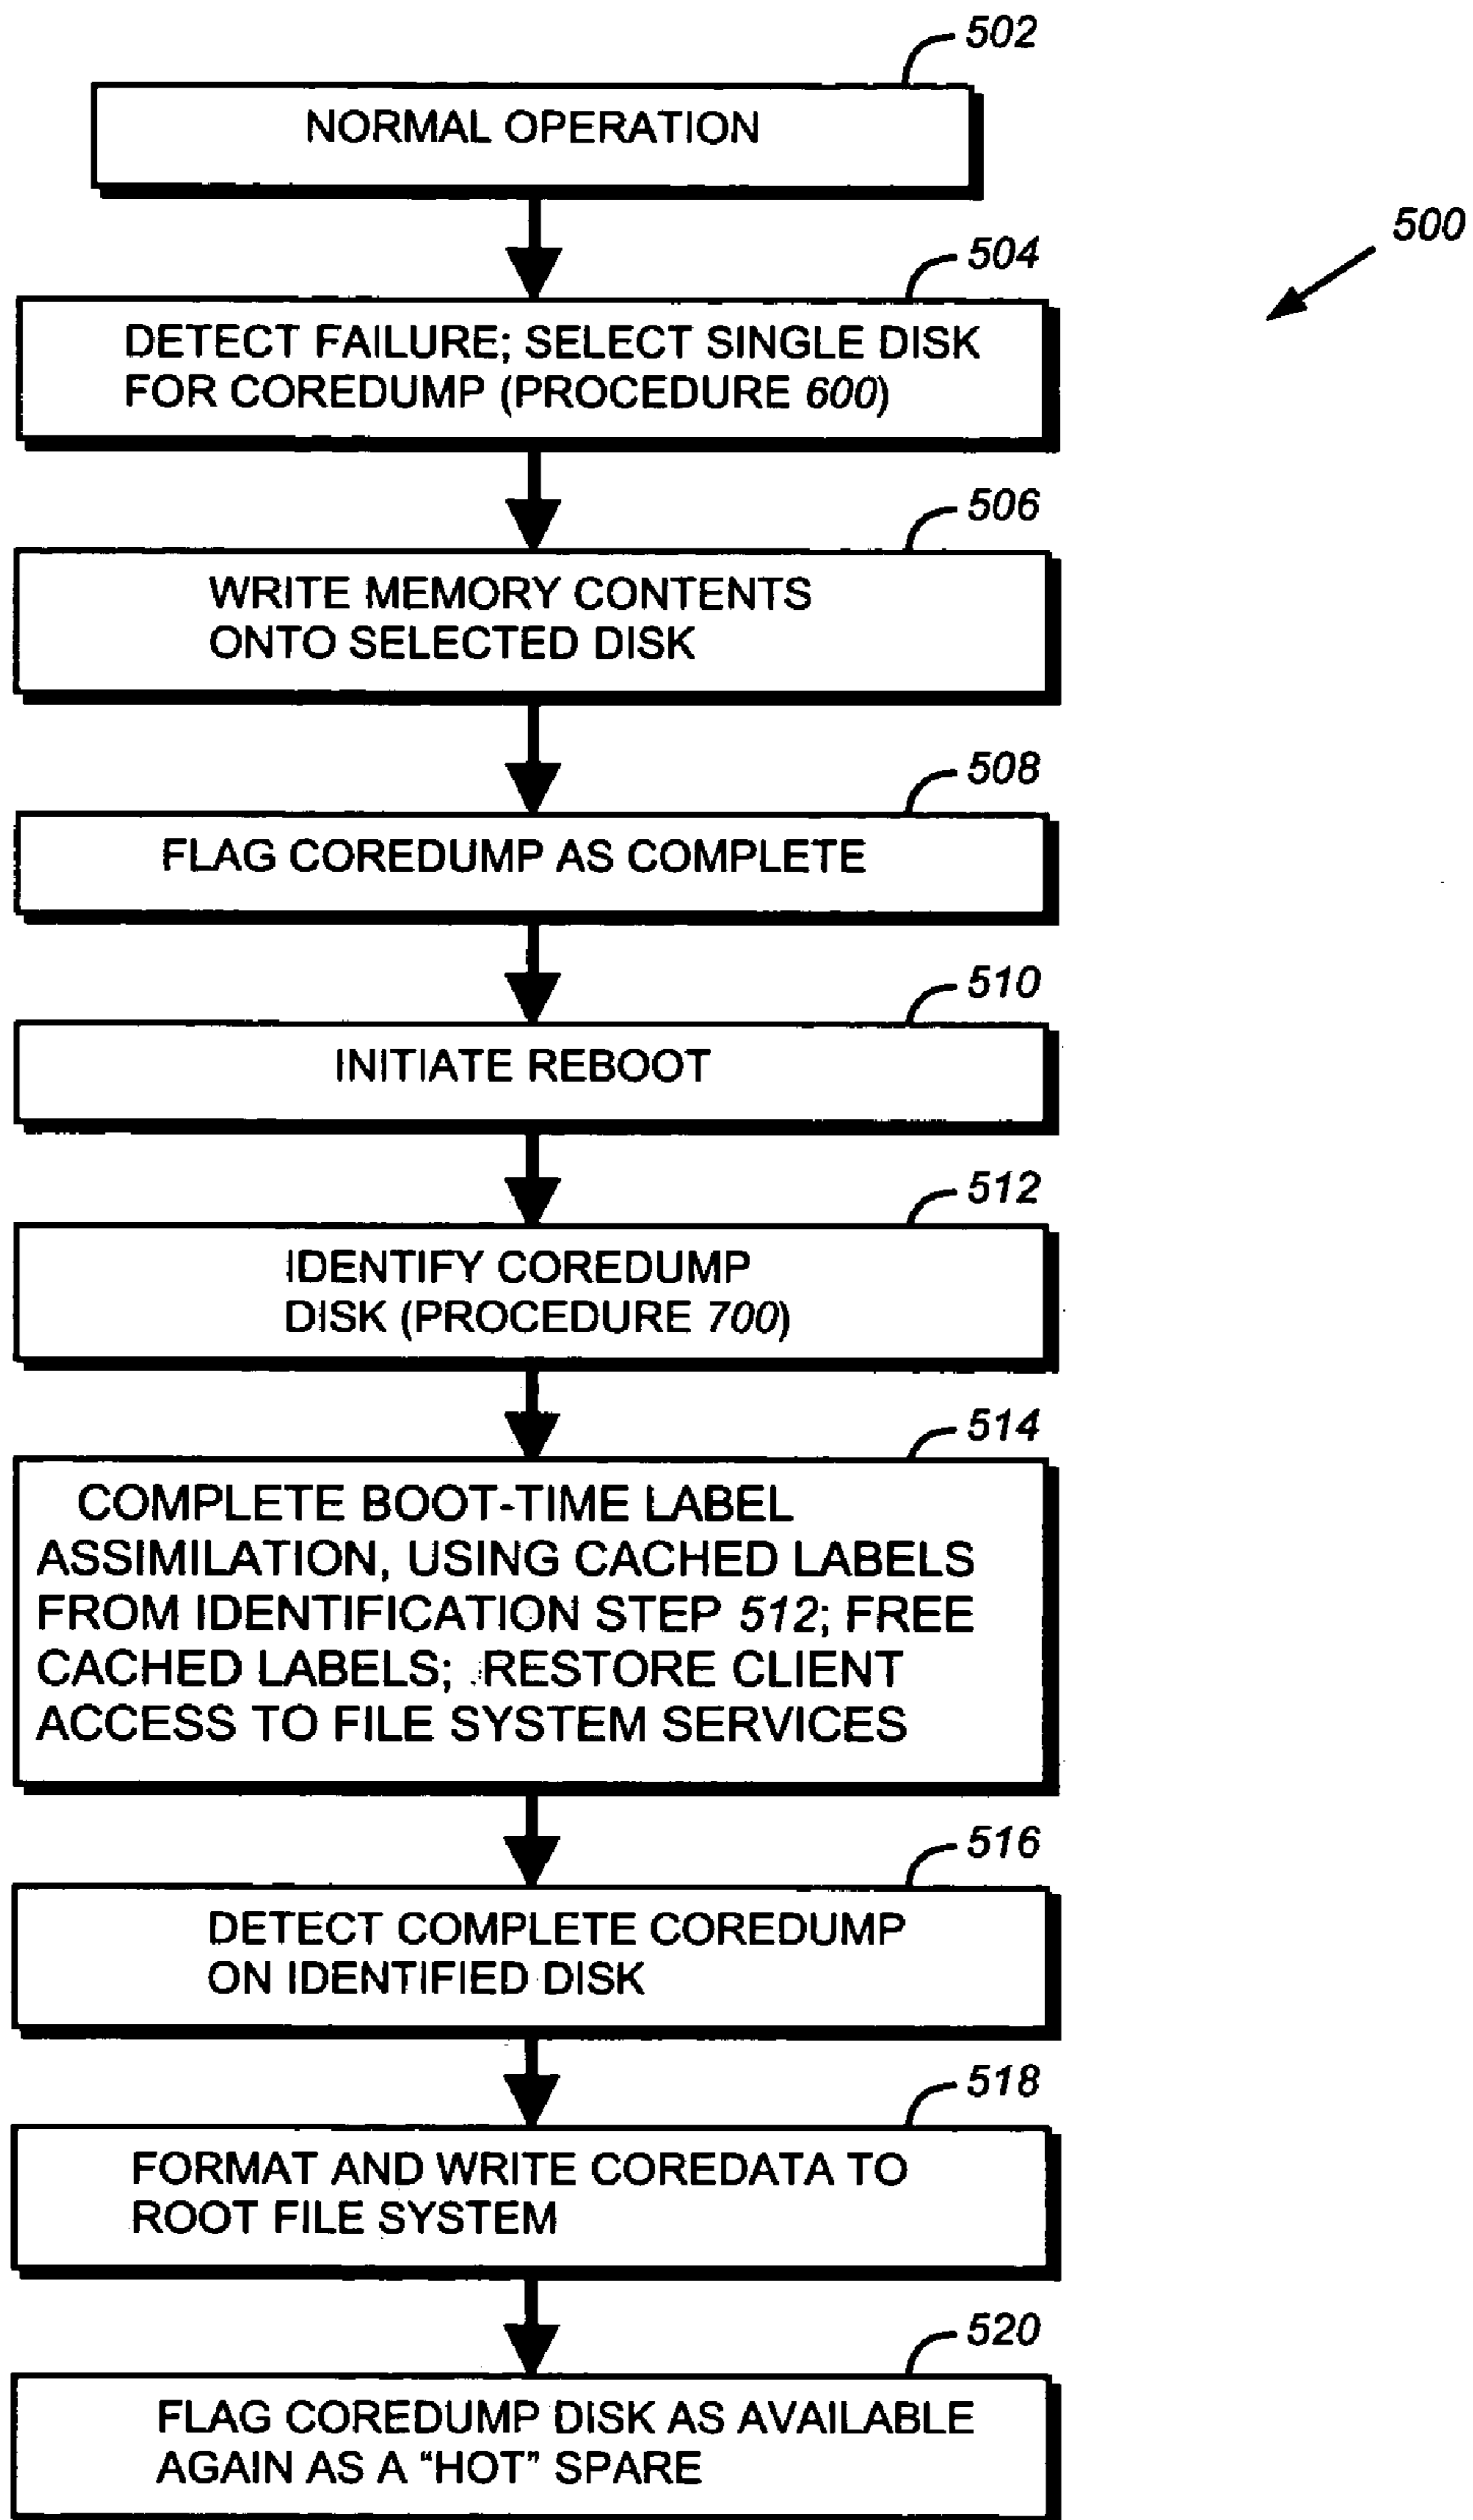 502
NORMAL OPERATION
500
504
DETECT FAILURE; SELECT SINGLE DISK
FOR COREDUMP (PROCEDURE 600)
506
WRITE MEMORY CONTENTS
ONTO SELECTED DISK
508
FLAG COREDUMP AS COMPLETE
510
INITIATE REBOOT
512
IDENTIFY COREDUMP
DISK (PROCEDURE 700)
514
COMPLETE BOOT-TIME LABEL
ASSIMILATION, USING CACHED LABELS
FROM IDENTIFICATION STEP 512; FREE
CACHED LABELS; RESTORE CLIENT
ACCESS TO FILE SYSTEM SERVICES
516
DETECT COMPLETE COREDUMP
ON IDENTIFIED DISK
518
FORMAT AND WRITE COREDATA TO
ROOT FILE SYSTEM
520
FLAG COREDUMP DISK AS AVAILABLE
AGAIN AS A “HOT” SPARE